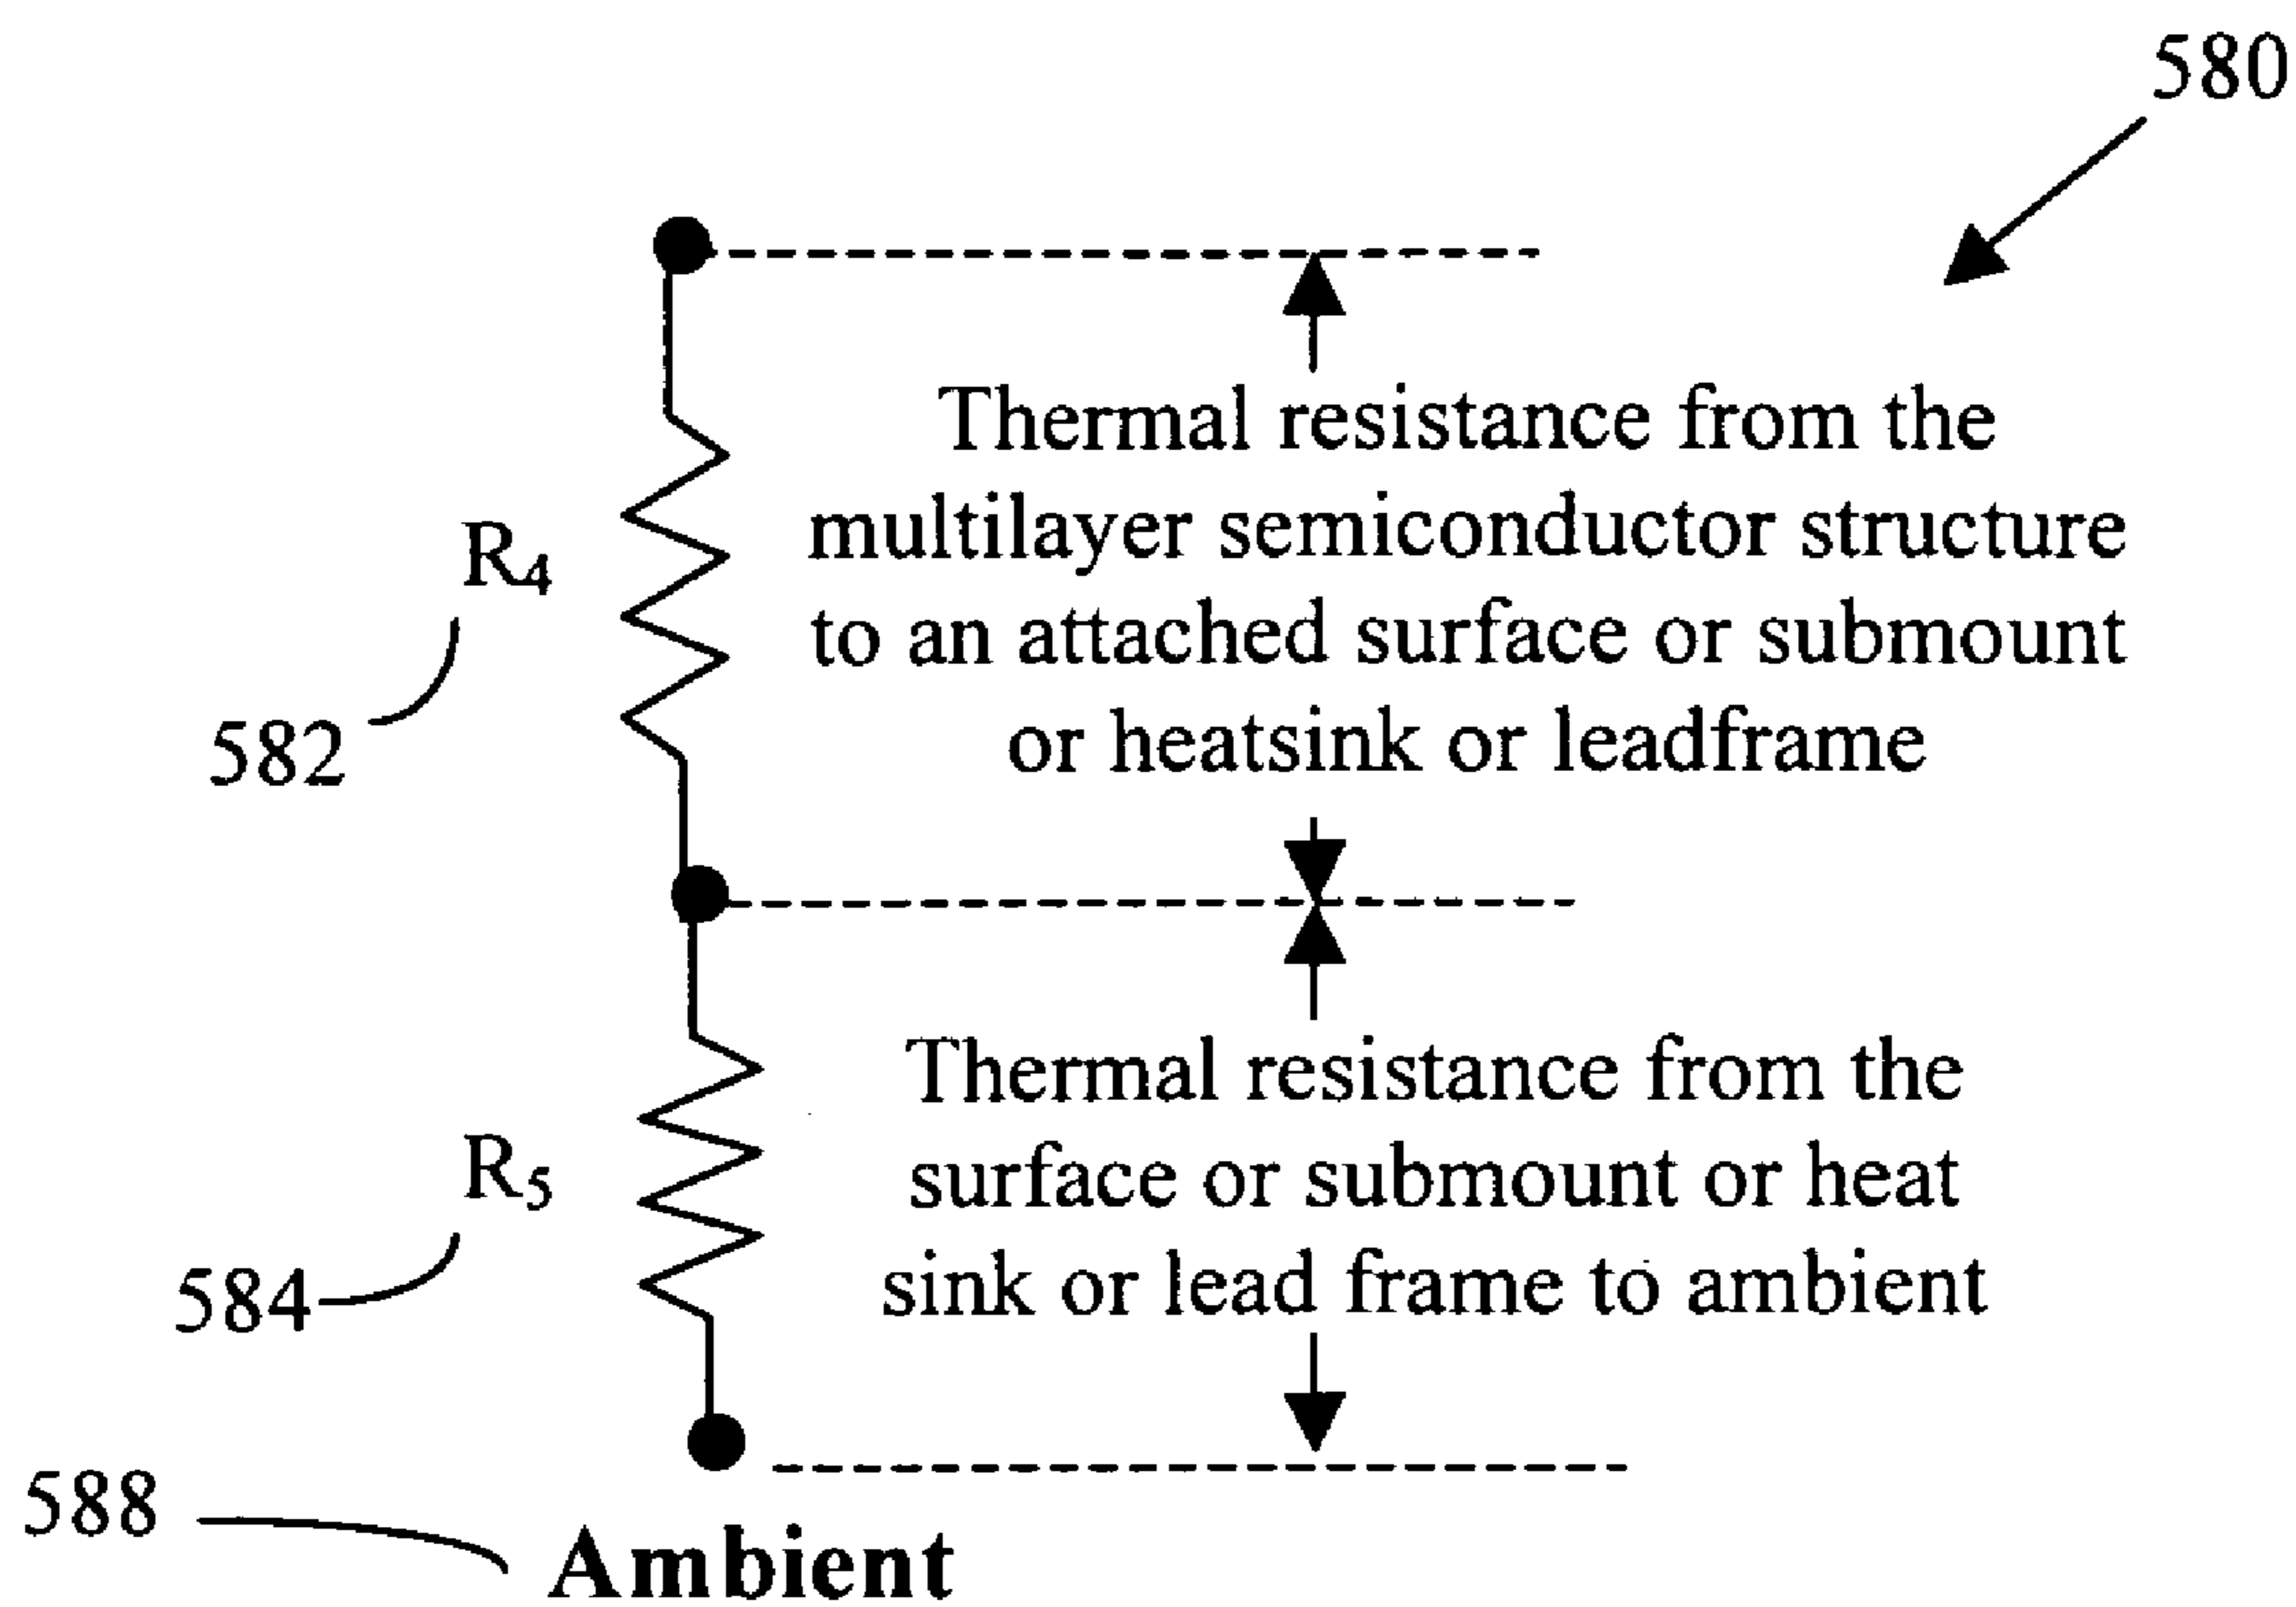 580
Thermal resistance from the
multilayer semiconductor structure
to an attached surface or submount
or heatsink or leadframe
R4
582
Thermal resistance from the
surface or submount or heat
sink or lead frame to ambient
R5
584
588
Ambient